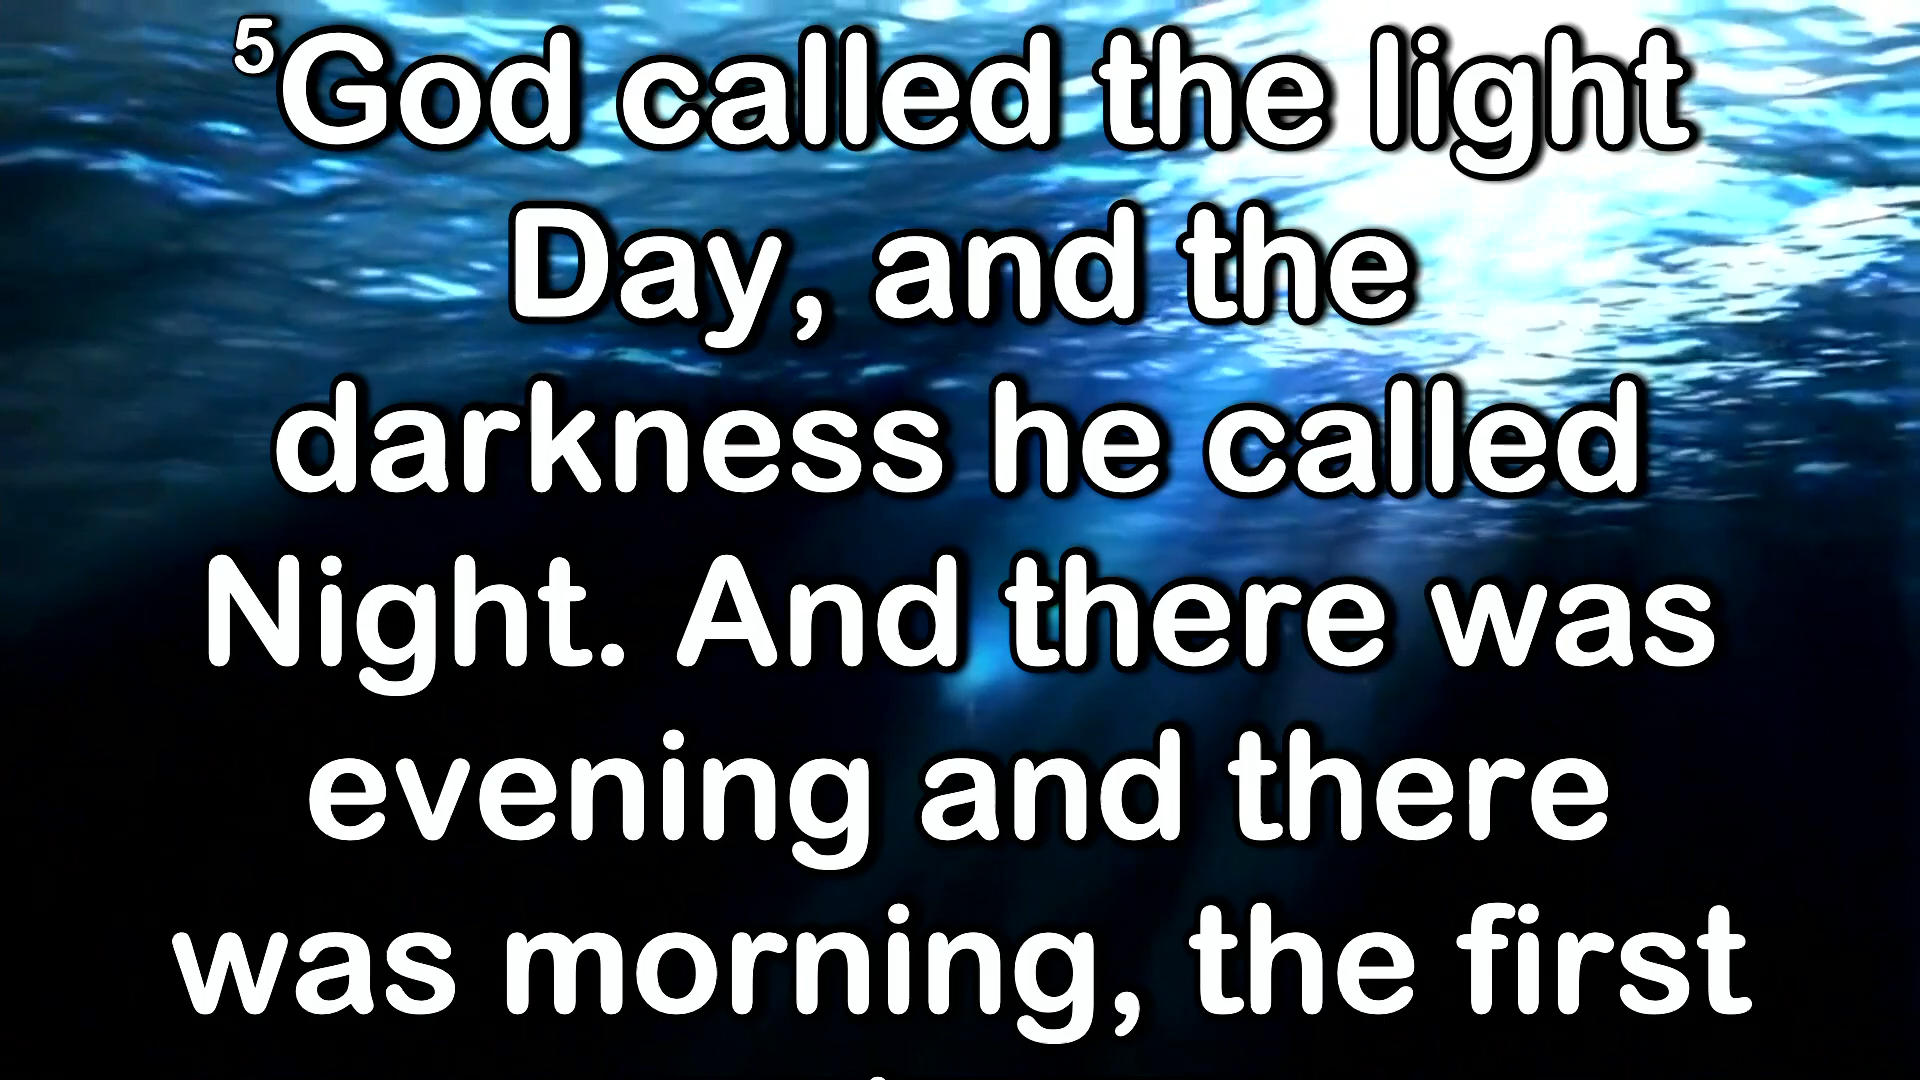 ⁵God called the light
Day, and the
darkness he called
Night. And there was
evening and there
was morning, the first